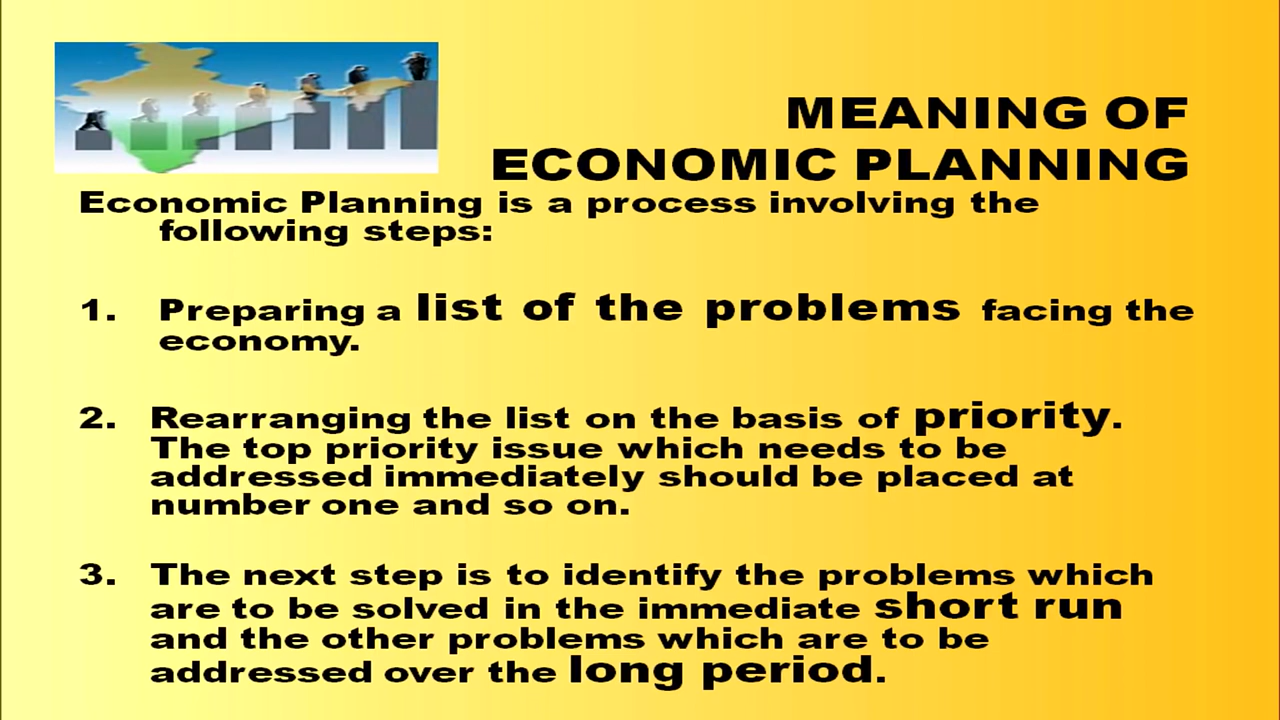 MEANING OF
ECONOMIC PLANNING
Economic Planning is a process involving the
following steps:
1. Preparing a list of the problems facing the
economy.
2. Rearranging the list on the basis of priority.
The top priority issue which needs to be
addressed immediately should be placed at
number one and so on.
3. The next step is to identify the problems which
are to be solved in the immediate short run
and the other problems which are to be
addressed over the long period.